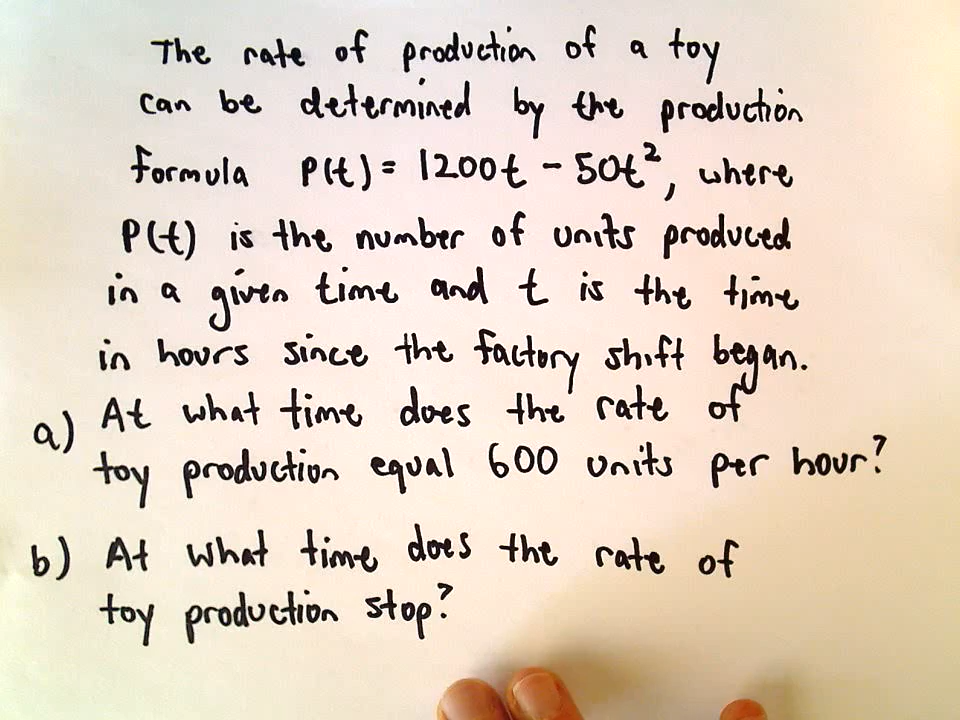 The rate of production of a toy
can be determined by the production
formula P(t) = 1200t - 50t², where
P(t) is the number of units produced
in a given time and t is the time
in hours since the factory shift began.
a) At what time does the rate of
toy production equal 600 units per hour?
b) At what time does the rate of
toy production stop?